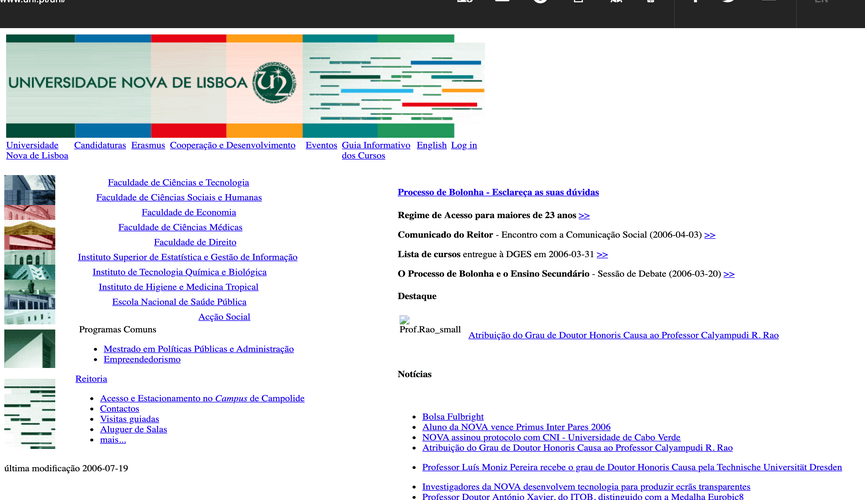 UNIVERSIDADE NOVA DE LISBOA
Universidade Nova de Lisboa
Candidaturas
Erasmus
Cooperação e Desenvolvimento
Eventos
Guia Informativo dos Cursos
English
Log in
Faculdade de Ciências e Tecnologia
Faculdade de Ciências Sociais e Humanas
Faculdade de Economia
Faculdade de Ciências Médicas
Faculdade de Direito
Instituto Superior de Estatística e Gestão de Informação
Instituto de Tecnologia Química e Biológica
Instituto de Higiene e Medicina Tropical
Escola Nacional de Saúde Pública
Acção Social
Programas Comuns
Mestrado em Políticas Públicas e Administração
Empreendedorismo
Reitoria
Acesso e Estacionamento no Campus de Campolide
Contactos
Visitas guiadas
Aluguer de Salas
mais...
última modificação 2006-07-19
Processo de Bolonha - Esclareça as suas dúvidas
Regime de Acesso para maiores de 23 anos >>
Comunicado do Reitor - Encontro com a Comunicação Social (2006-04-03) >>
Lista de cursos entregue à DGES em 2006-03-31 >>
O Processo de Bolonha e o Ensino Secundário - Sessão de Debate (2006-03-20) >>
Destaque
Prof.Rao_small
Atribuição do Grau de Doutor Honoris Causa ao Professor Calyampudi R. Rao
Notícias
Bolsa Fulbright
Aluno da NOVA vence Primus Inter Pares 2006
NOVA assinou protocolo com CNI - Universidade de Cabo Verde
Atribuição do Grau de Doutor Honoris Causa ao Professor Calyampudi R. Rao
Professor Luís Moniz Pereira recebe o grau de Doutor Honoris Causa pela Technische Universität Dresden
Investigadores da NOVA desenvolvem tecnologia para produzir ecrãs transparentes
Professor Doutor António Xavier, do ITQB, distinguido com a Medalha Eurobic8